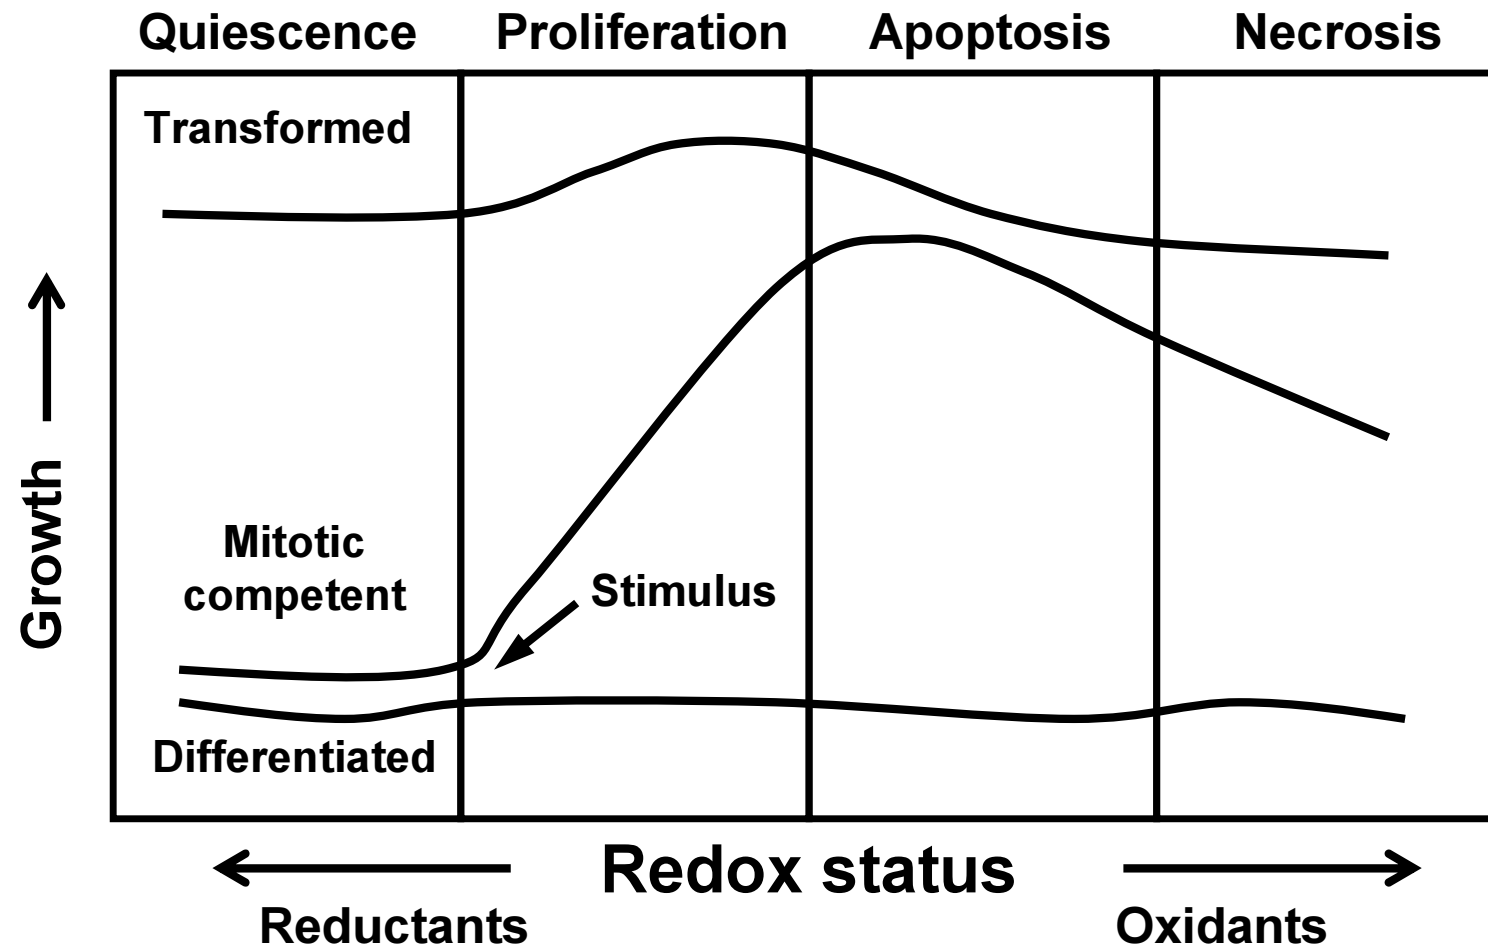 Quiescence
Proliferation
Apoptosis
Necrosis
Transformed
Growth
Mitotic
competent
Stimulus
Differentiated
Redox status
Reductants
Oxidants